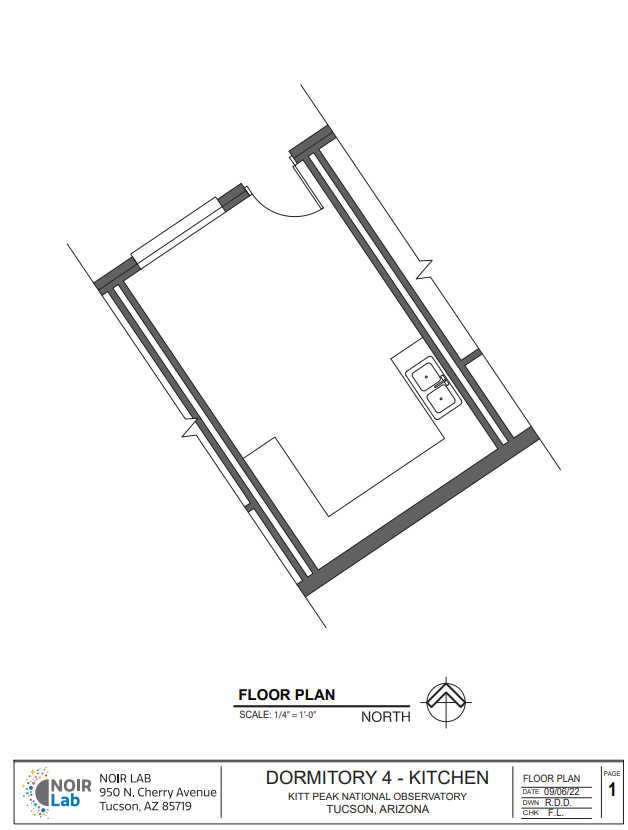 FLOOR PLAN
SCALE: 1/4" = 1'-0"
NORTH
NOIR
Lab
NOIR LAB
950 N. Cherry Avenue
Tucson, AZ 85719
DORMITORY 4 - KITCHEN
KITT PEAK NATIONAL OBSERVATORY
TUCSON, ARIZONA
FLOOR PLAN
DATE 09/06/22
DWN R.D.D.
CHK F.L.
PAGE
1